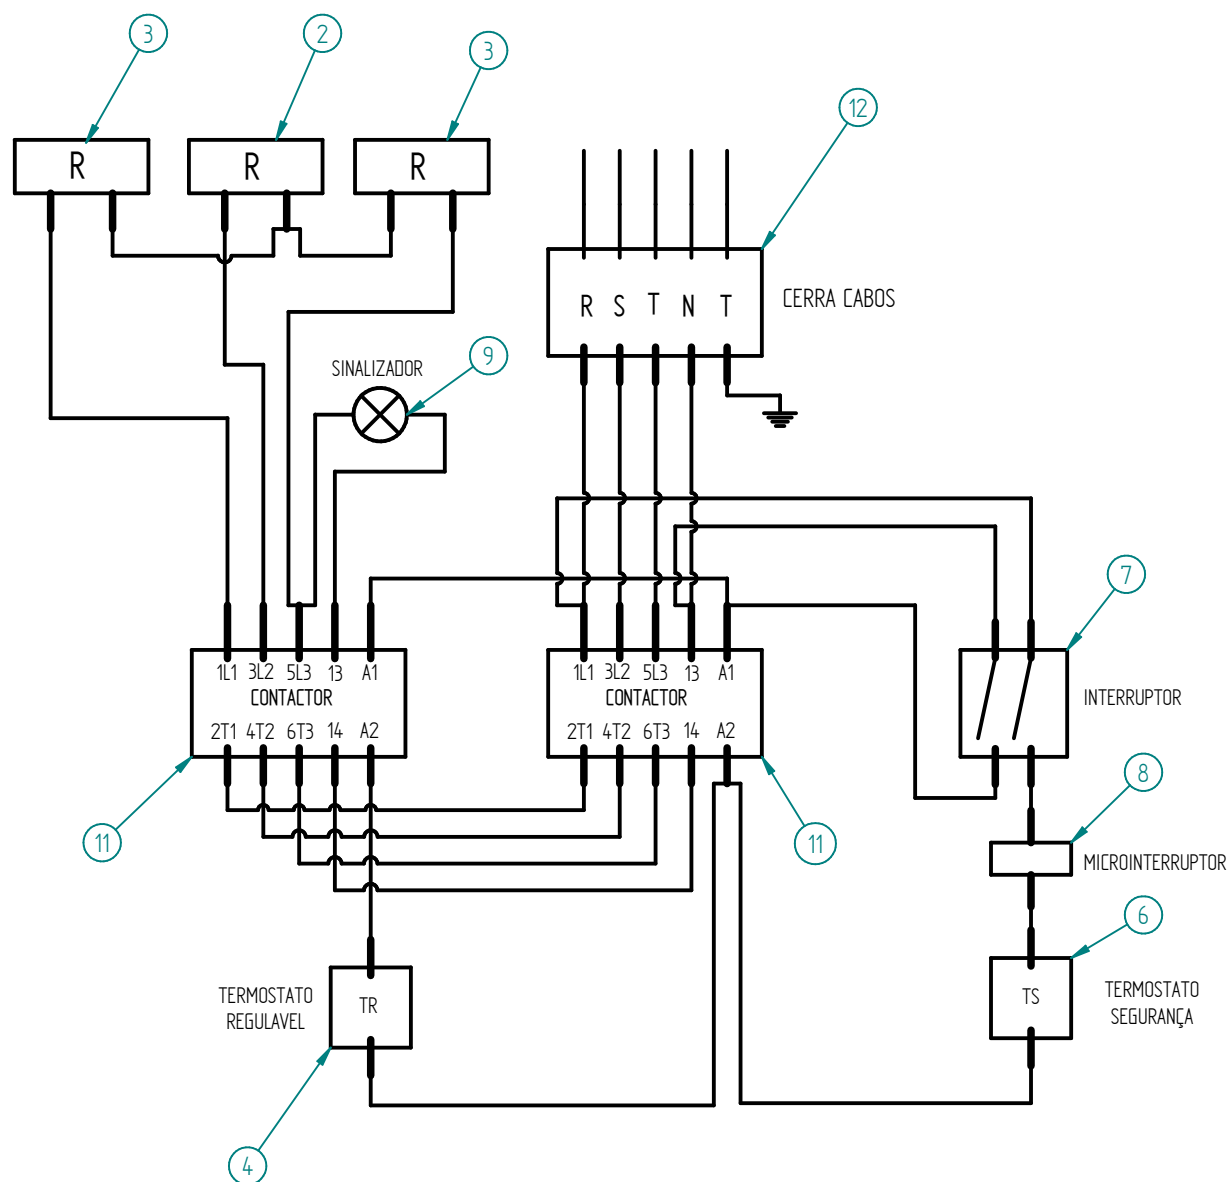 3
2
3
12
R
R
R
R S T N T
CERRA CABOS
SINALIZADOR
9
7
1L1 3L2 5L3 13 A1
CONTACTOR
2T1 4T2 6T3 14 A2
1L1 3L2 5L3 13 A1
CONTACTOR
2T1 4T2 6T3 14 A2
INTERRUPTOR
11
11
8
MICROINTERRUPTOR
6
TERMOSTATO
REGULAVEL
TR
TS
TERMOSTATO
SEGURANÇA
4